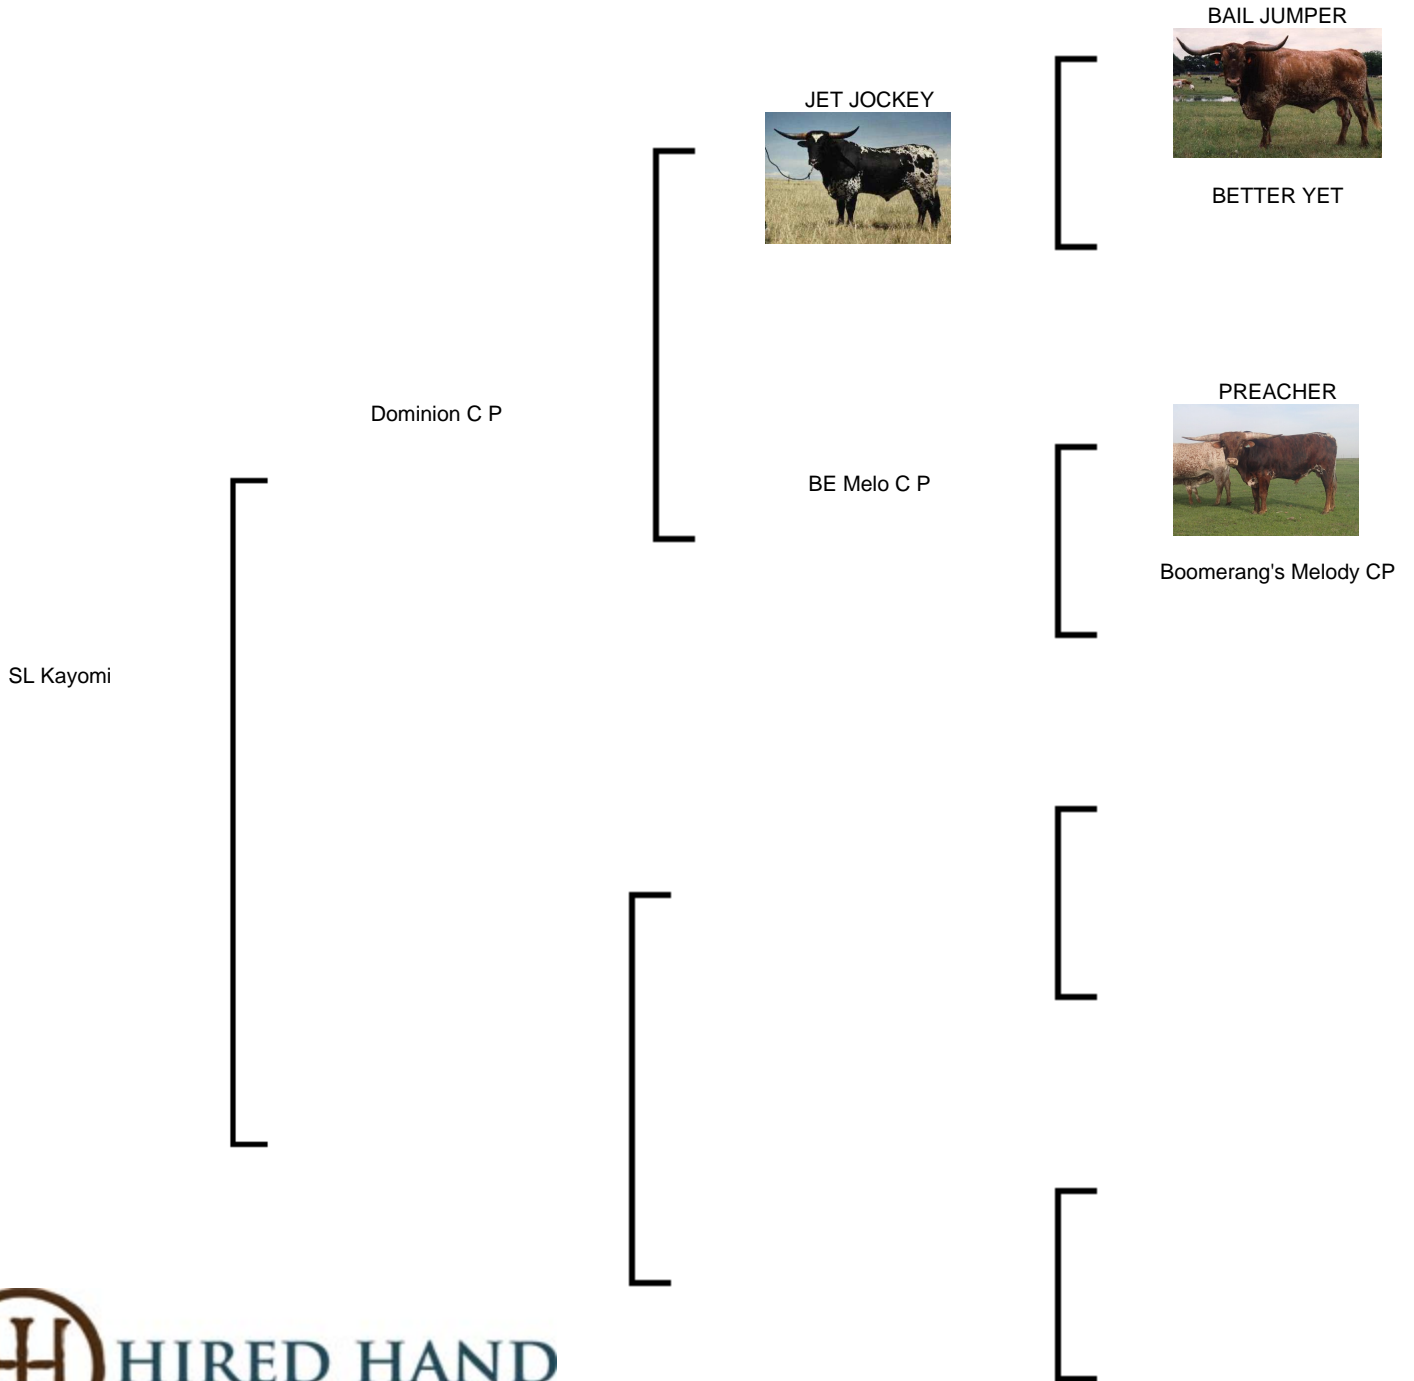 BAIL JUMPER
JET JOCKEY
BETTER YET
PREACHER
Dominion C P
BE Melo C P
Boomerang's Melody CP
SL Kayomi
HIRED HAND